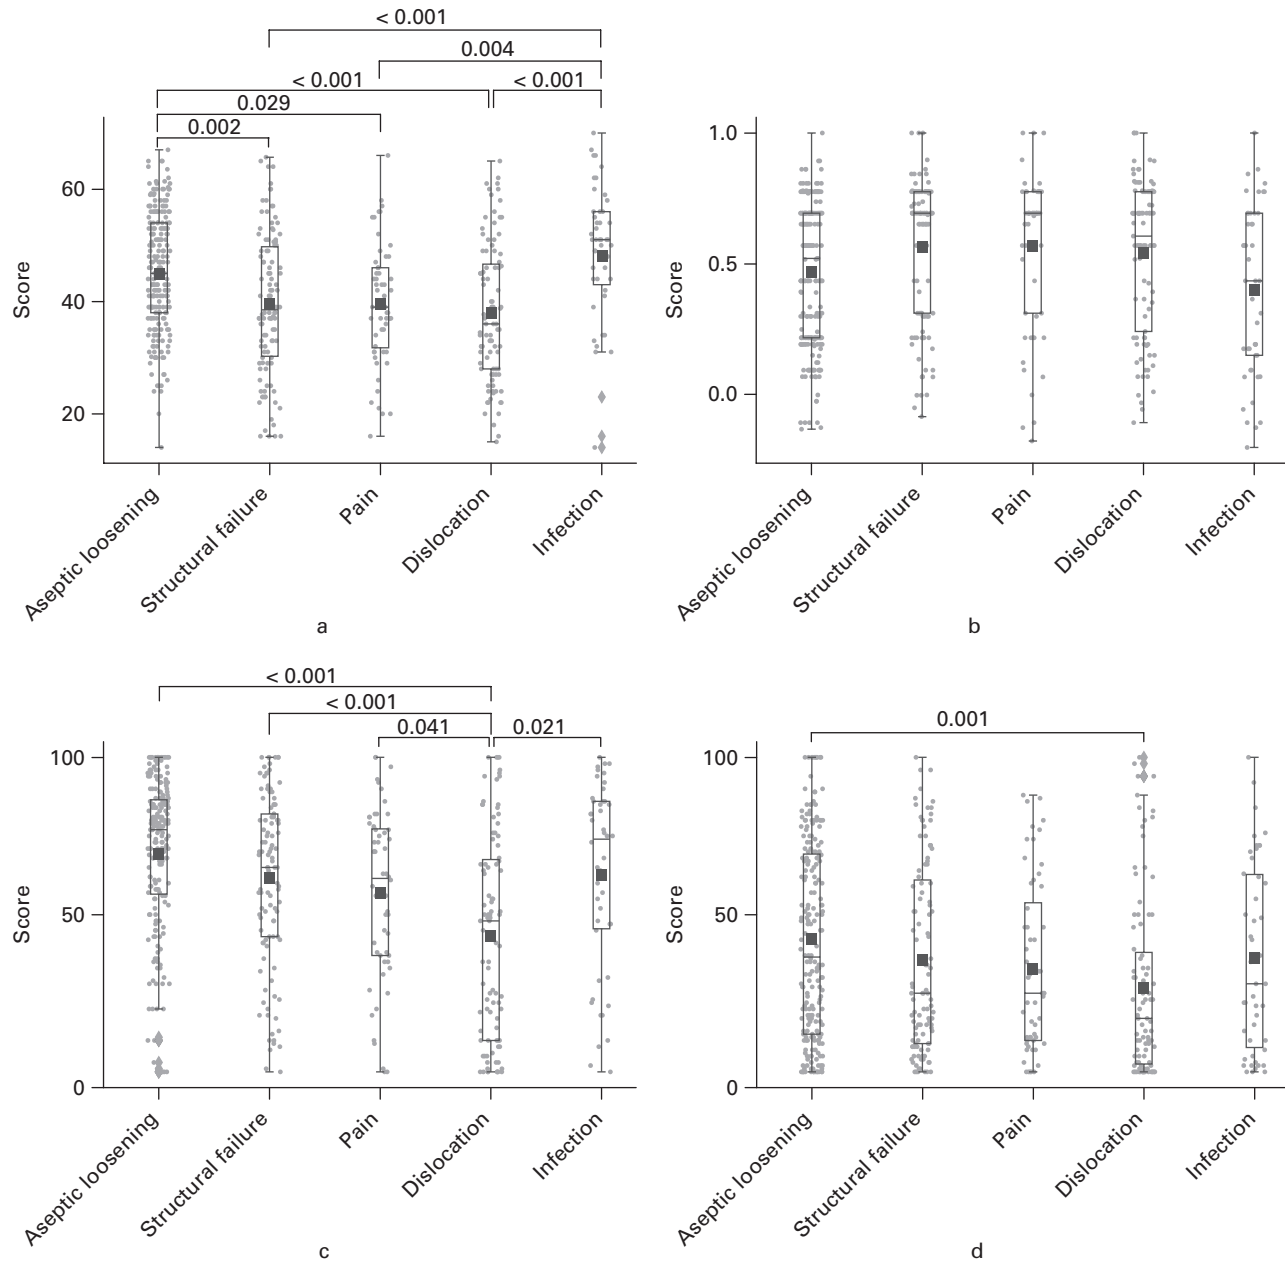 < 0.001
0.004
< 0.001
< 0.001
0.029
0.002
60
40
20
Score
Aseptic loosening
Structural failure
Pain
Dislocation
Infection
a
1.0
0.5
0.0
Score
Aseptic loosening
Structural failure
Pain
Dislocation
Infection
b
< 0.001
< 0.001
0.041
0.021
100
50
0
Score
Aseptic loosening
Structural failure
Pain
Dislocation
Infection
c
0.001
100
50
0
Score
Aseptic loosening
Structural failure
Pain
Dislocation
Infection
d